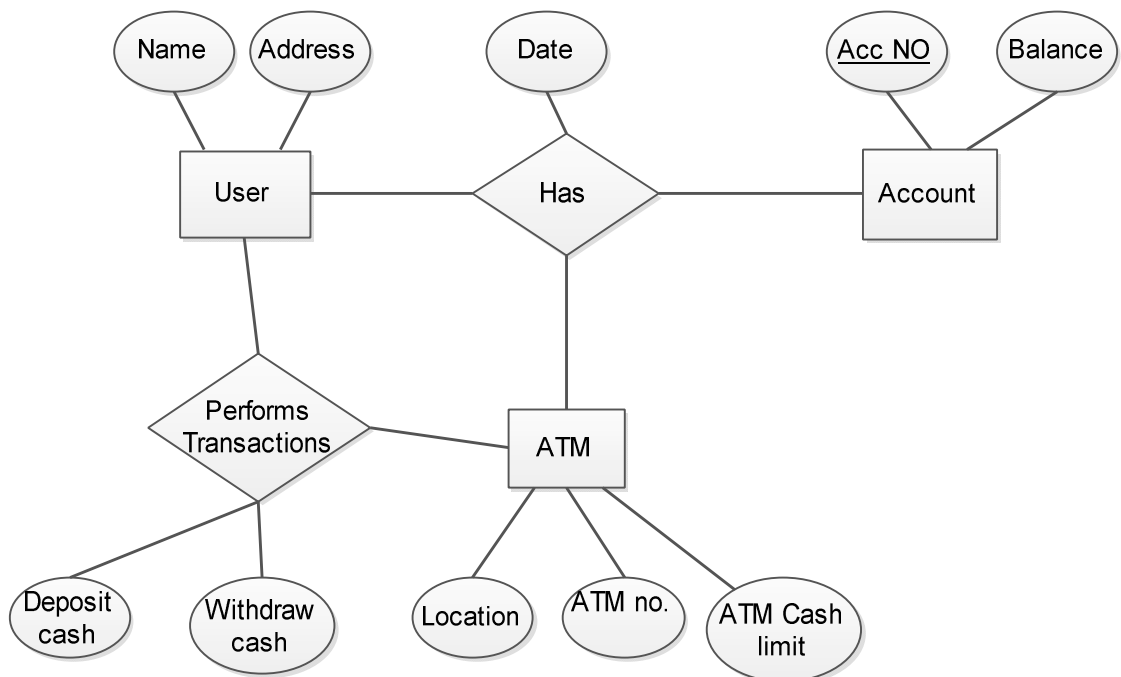 Name
Address
Date
Acc NO
Balance
User
Has
Account
Performs
Transactions
ATM
Deposit
cash
Withdraw
cash
Location
ATM no.
ATM Cash
limit